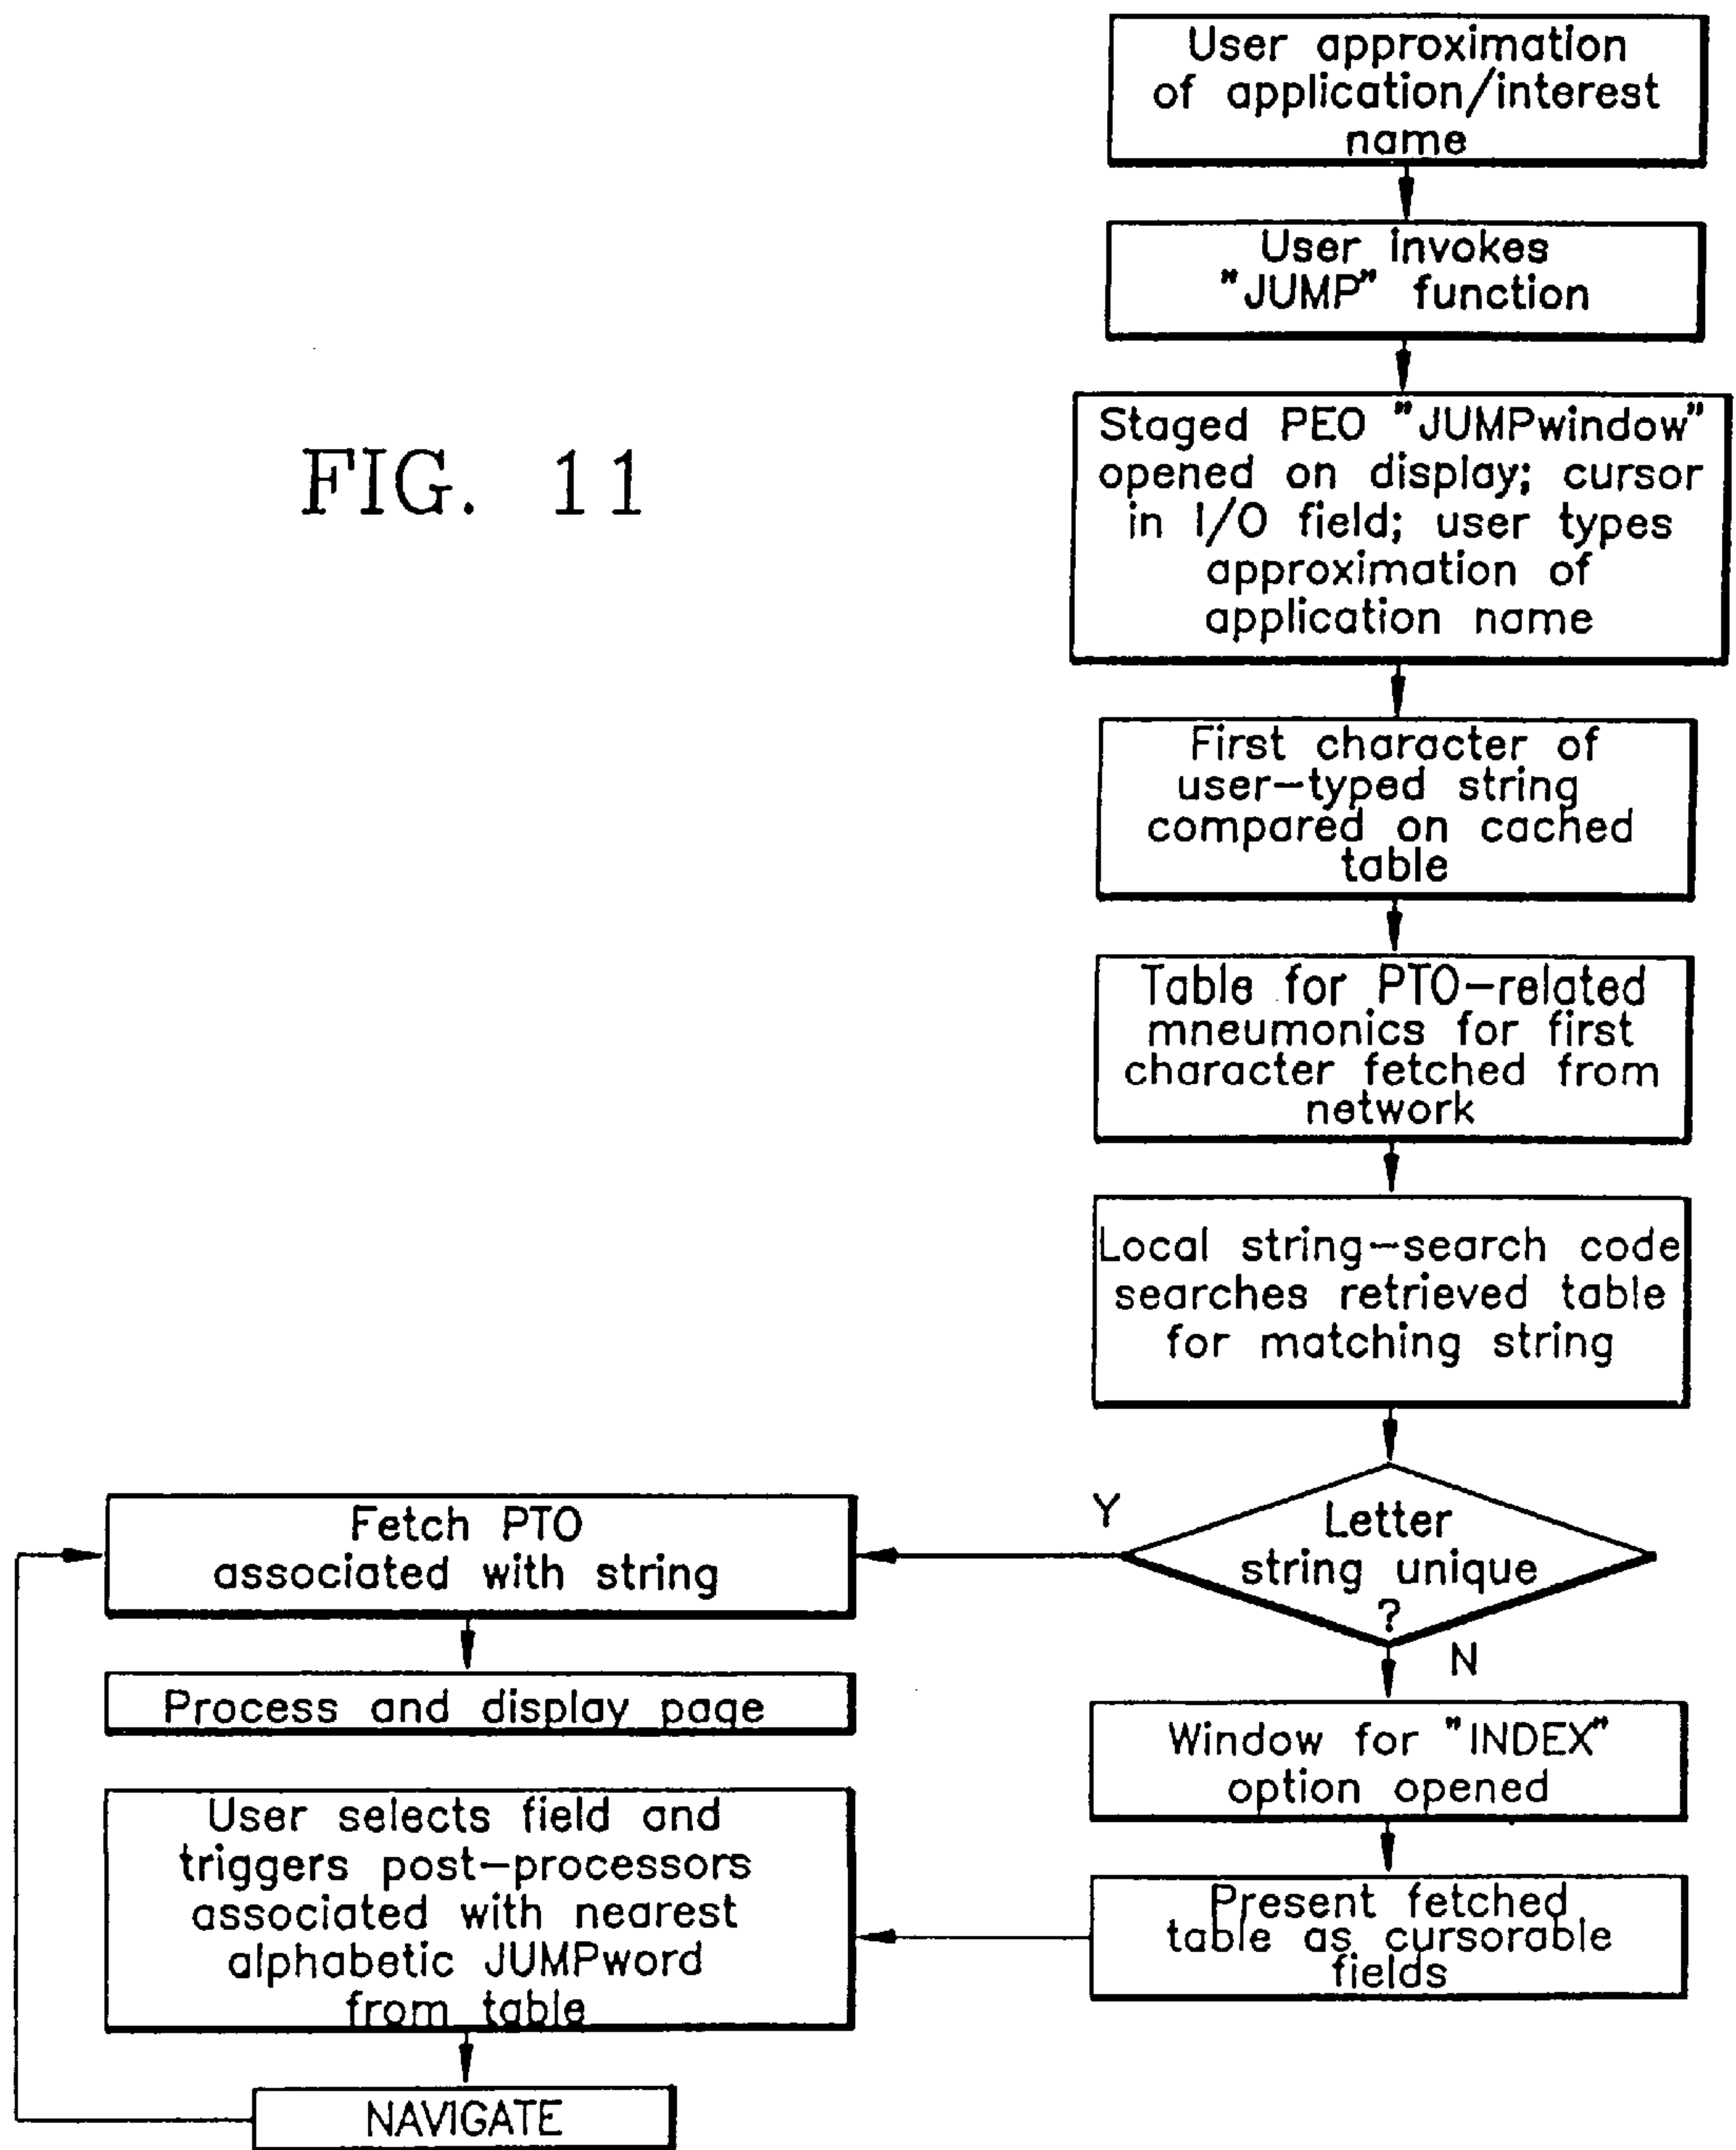 User approximation
of application/interest
name
User invokes
"JUMP" function
FIG. 11
Staged PEO "JUMPwindow"
opened on display; cursor
in I/O field; user types
approximation of
application name
First character of
user-typed string
compared on cached
table
Table for PTO-related
mneumonics for first
character fetched from
network
Local string-search code
searches retrieved table
for matching string
Letter
string unique
?
Y
N
Fetch PTO
associated with string
Process and display page
Window for "INDEX"
option opened
Present fetched
table as cursorable
fields
User selects field and
triggers post-processors
associated with nearest
alphabetic JUMPword
from table
NAVIGATE